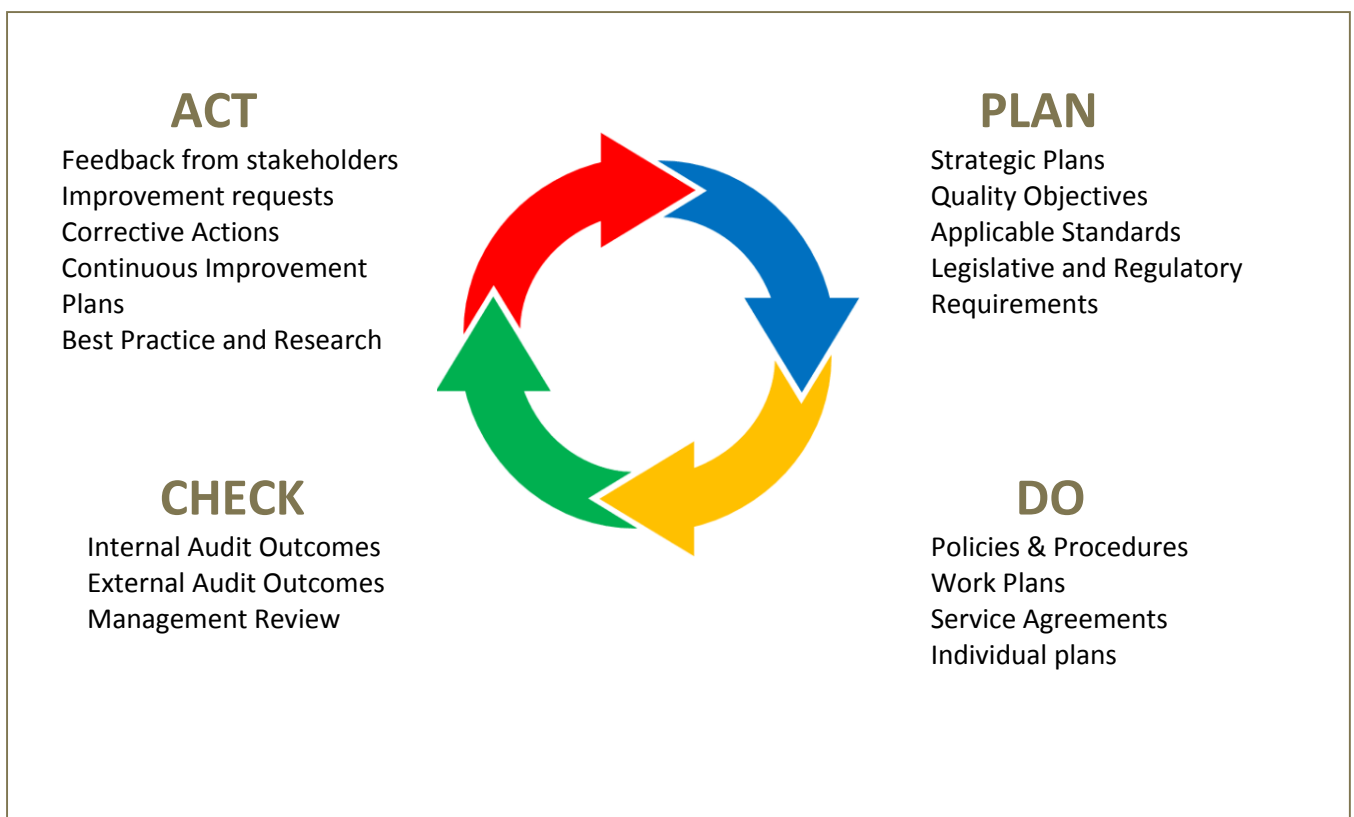 ACT
Feedback from stakeholders
Improvement requests
Corrective Actions
Continuous Improvement
Plans
Best Practice and Research
PLAN
Strategic Plans
Quality Objectives
Applicable Standards
Legislative and Regulatory
Requirements
CHECK
Internal Audit Outcomes
External Audit Outcomes
Management Review
DO
Policies & Procedures
Work Plans
Service Agreements
Individual plans